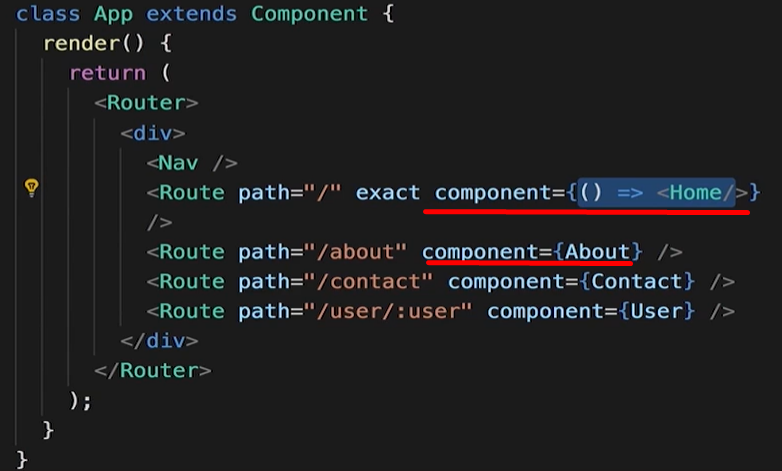 class App extends Component {
render() {
return (
<Router>
<div>
<Nav />
<Route path="/" exact component={() => <Home/>}
/>
<Route path="/about" component={About} />
<Route path="/contact" component={Contact} />
<Route path="/user/:user" component={User} />
</div>
</Router>
);
}
}